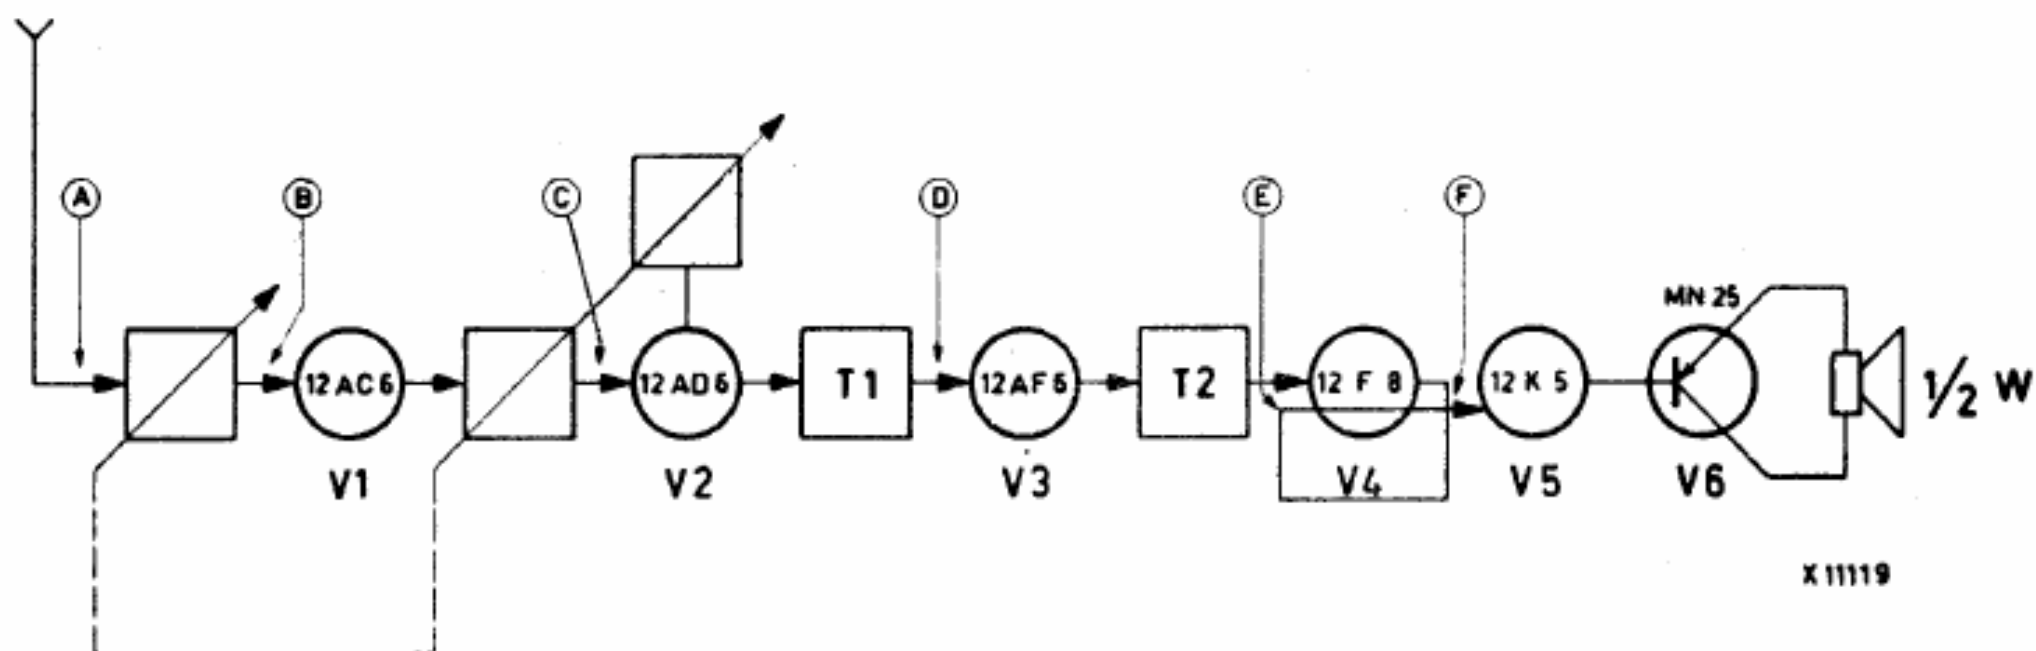 A B C D E F
MN 25
12 AC 6 12 AD 6 T1 12 AF 6 T2 12 F 8 12 K 5 1/2 W
V1 V2 V3 V4 V5 V6
X 11119